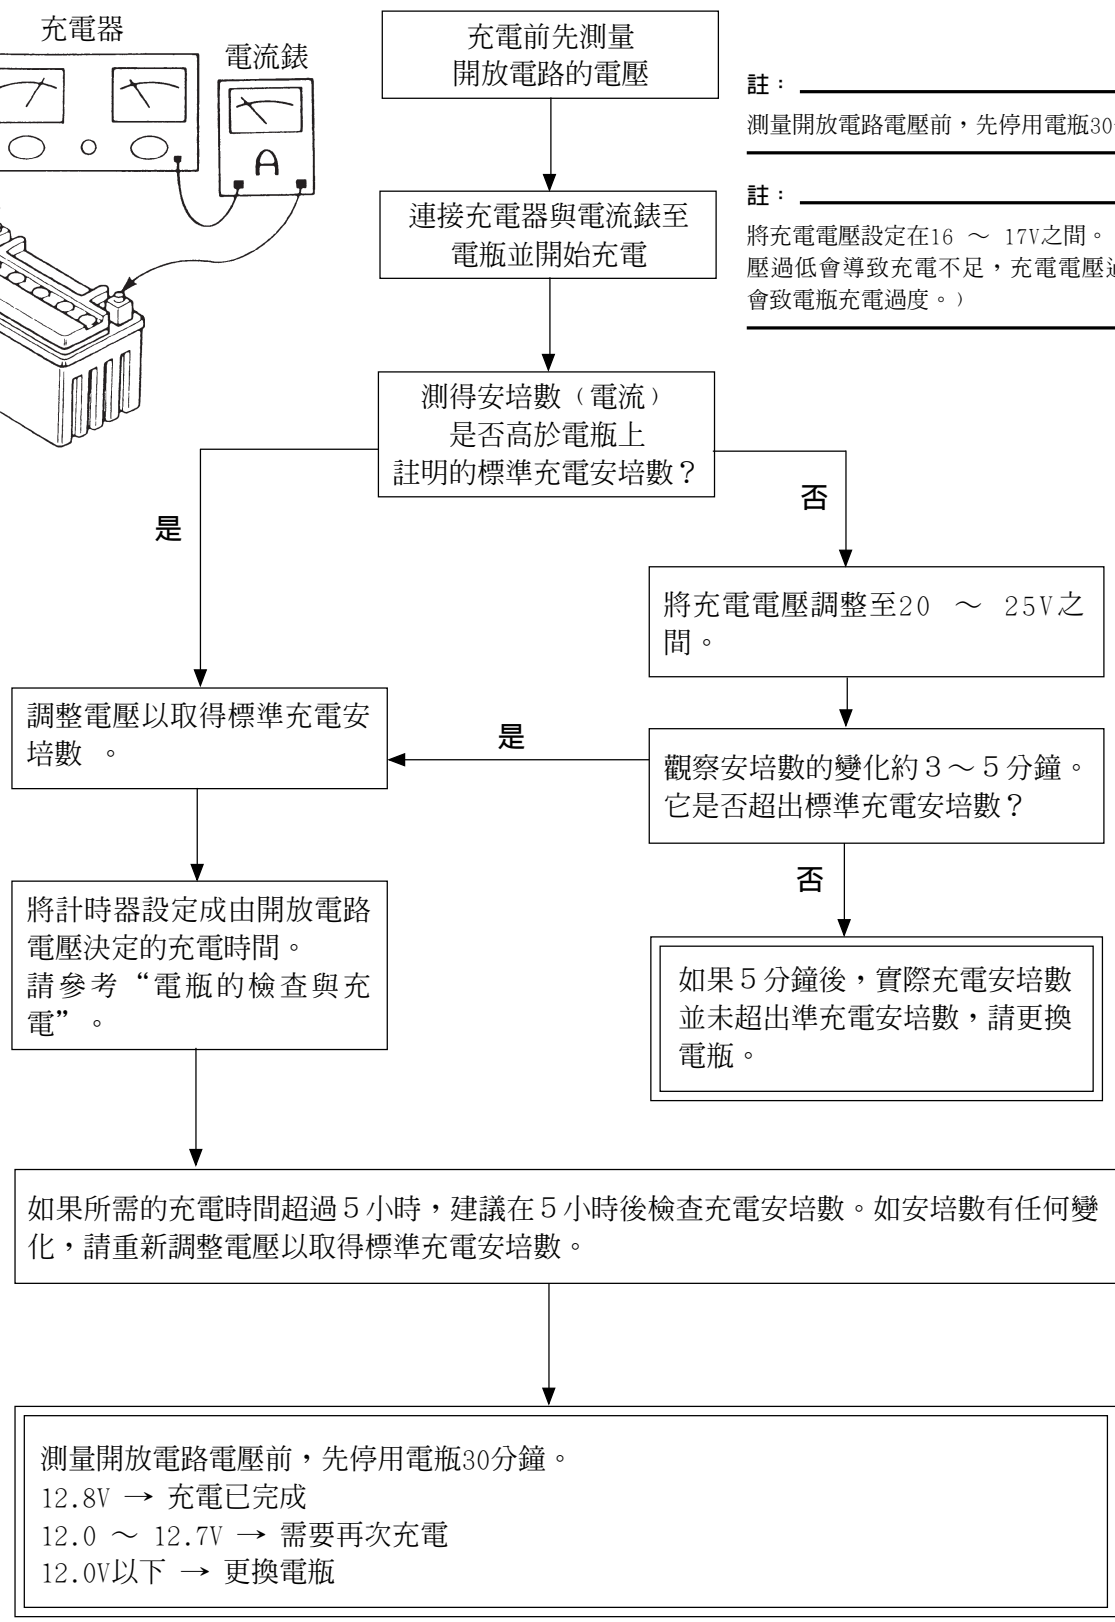 充電器
電流錶
A
充電前先測量
開放電路的電壓
註：
測量開放電路電壓前，先停用電瓶30
連接充電器與電流錶至
電瓶並開始充電
註：
將充電電壓設定在16 ～ 17V之間。
壓過低會導致充電不足，充電電壓
會致電瓶充電過度。）
測得安培數（電流）
是否高於電瓶上
註明的標準充電安培數？
是
否
將充電電壓調整至20 ～ 25V之
間。
調整電壓以取得標準充電安
培數 。
是
觀察安培數的變化約３～５分鐘。
它是否超出標準充電安培數？
否
將計時器設定成由開放電路
電壓決定的充電時間。
請參考“電瓶的檢查與充
電”。
如果５分鐘後，實際充電安培數
並未超出準充電安培數，請更換
電瓶。
如果所需的充電時間超過５小時，建議在５小時後檢查充電安培數。如安培數有任何變
化，請重新調整電壓以取得標準充電安培數。
測量開放電路電壓前，先停用電瓶30分鐘。
12.8V → 充電已完成
12.0 ～ 12.7V → 需要再次充電
12.0V以下 → 更換電瓶